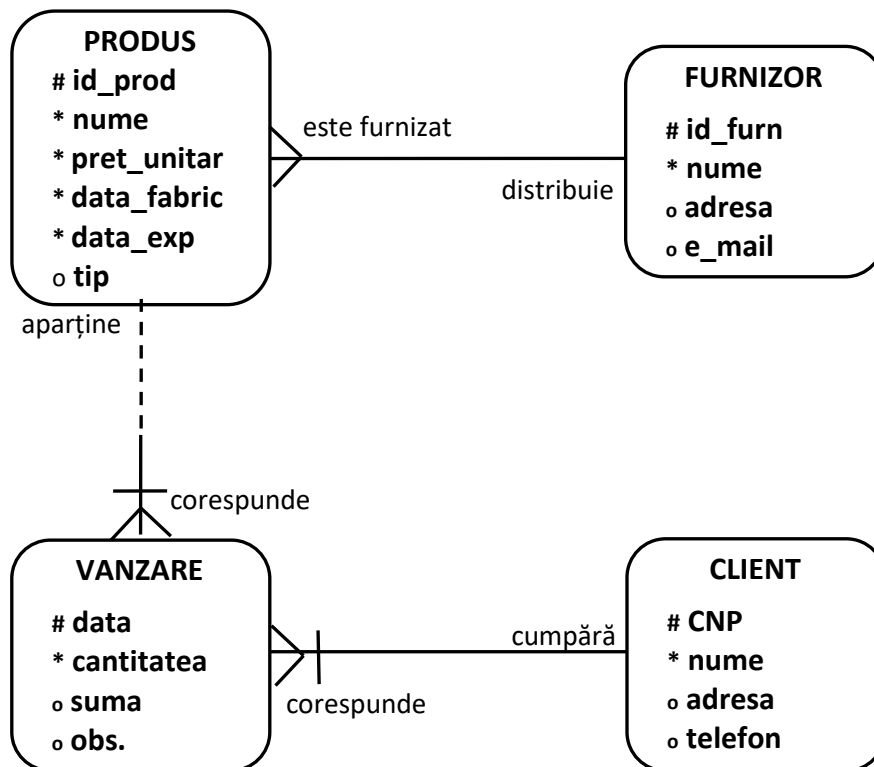 PRODUS
# id_prod
* nume
* pret_unitar
* data_fabric
* data_exp
o tip
este furnizat
distribuie
FURNIZOR
# id_furn
* nume
o adresa
o e_mail
aparține
corespunde
VANZARE
# data
* cantitatea
o suma
o obs.
cumpără
corespunde
CLIENT
# CNP
* nume
o adresa
o telefon